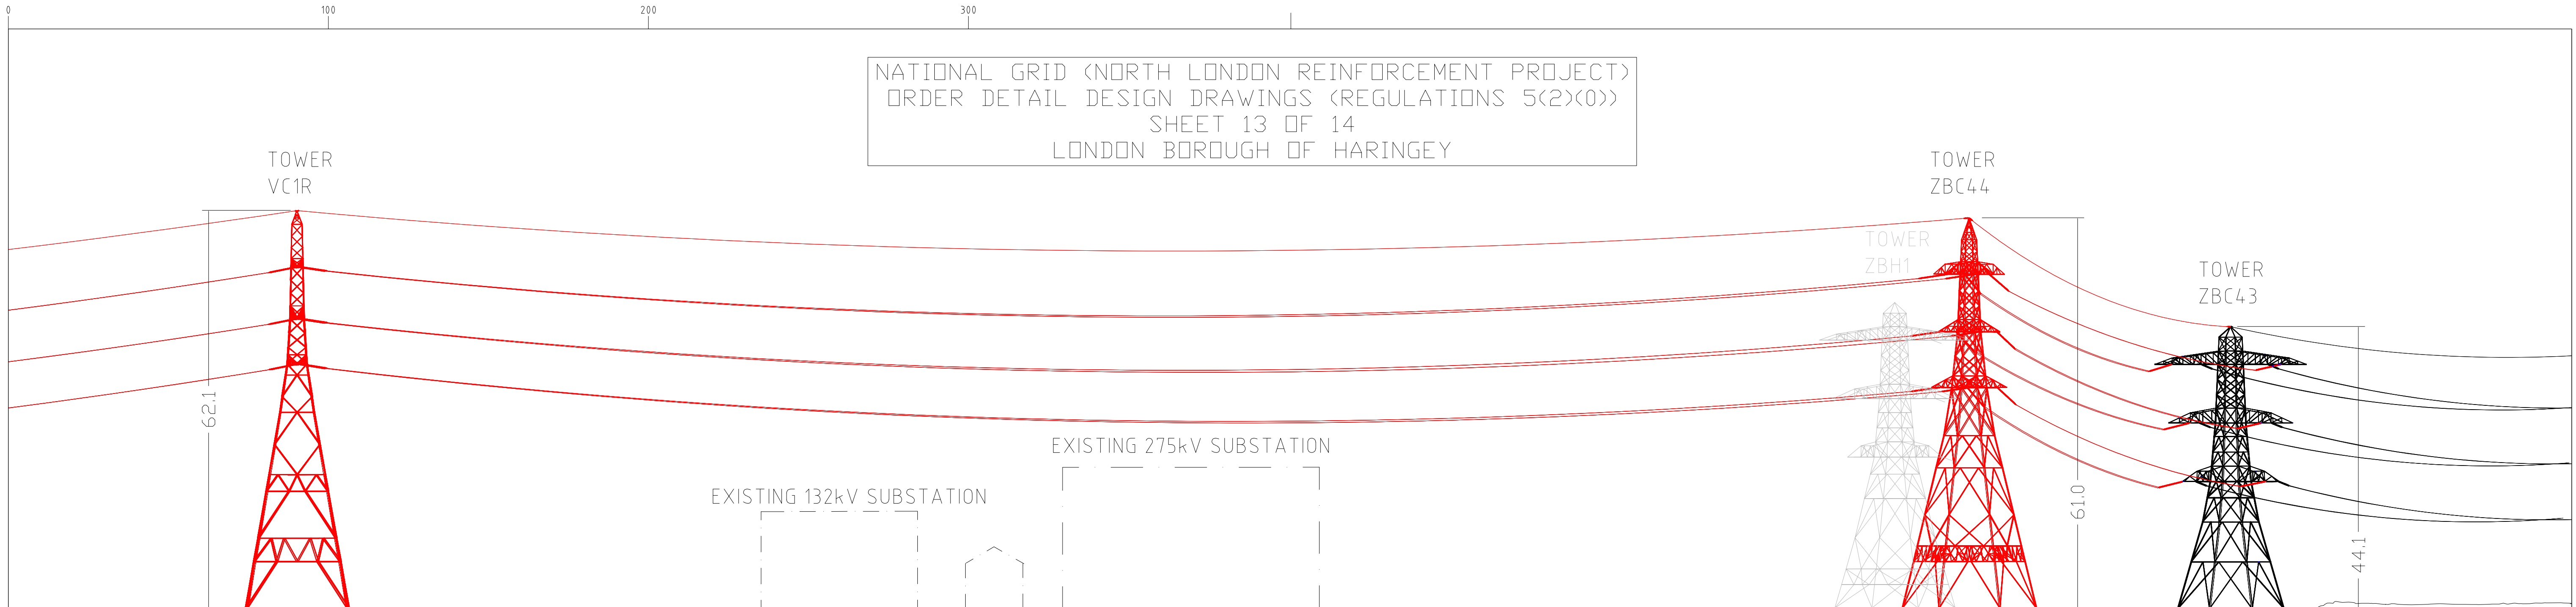 0 100 200 300
NATIONAL GRID (NORTH LONDON REINFORCEMENT PROJECT)
ORDER DETAIL DESIGN DRAWINGS (REGULATIONS 5(2)(0))
SHEET 13 OF 14
LONDON BOROUGH OF HARINGEY
TOWER
VC1R
TOWER
ZBC44
TOWER
ZBH1
TOWER
ZBC43
62.1
EXISTING 275kV SUBSTATION
EXISTING 132kV SUBSTATION
61.0
44.1